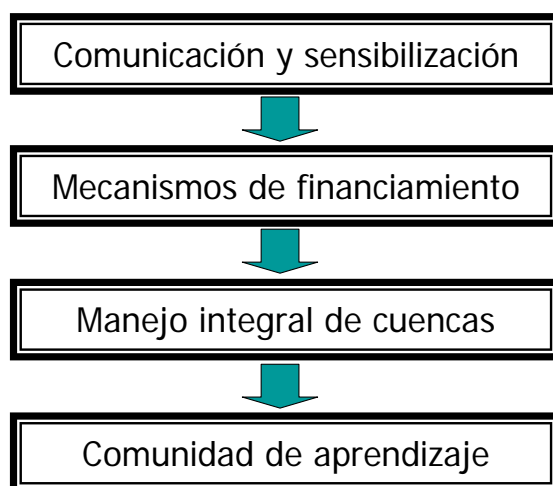 Comunicación y sensibilización
Mecanismos de financiamiento
Manejo integral de cuencas
Comunidad de aprendizaje